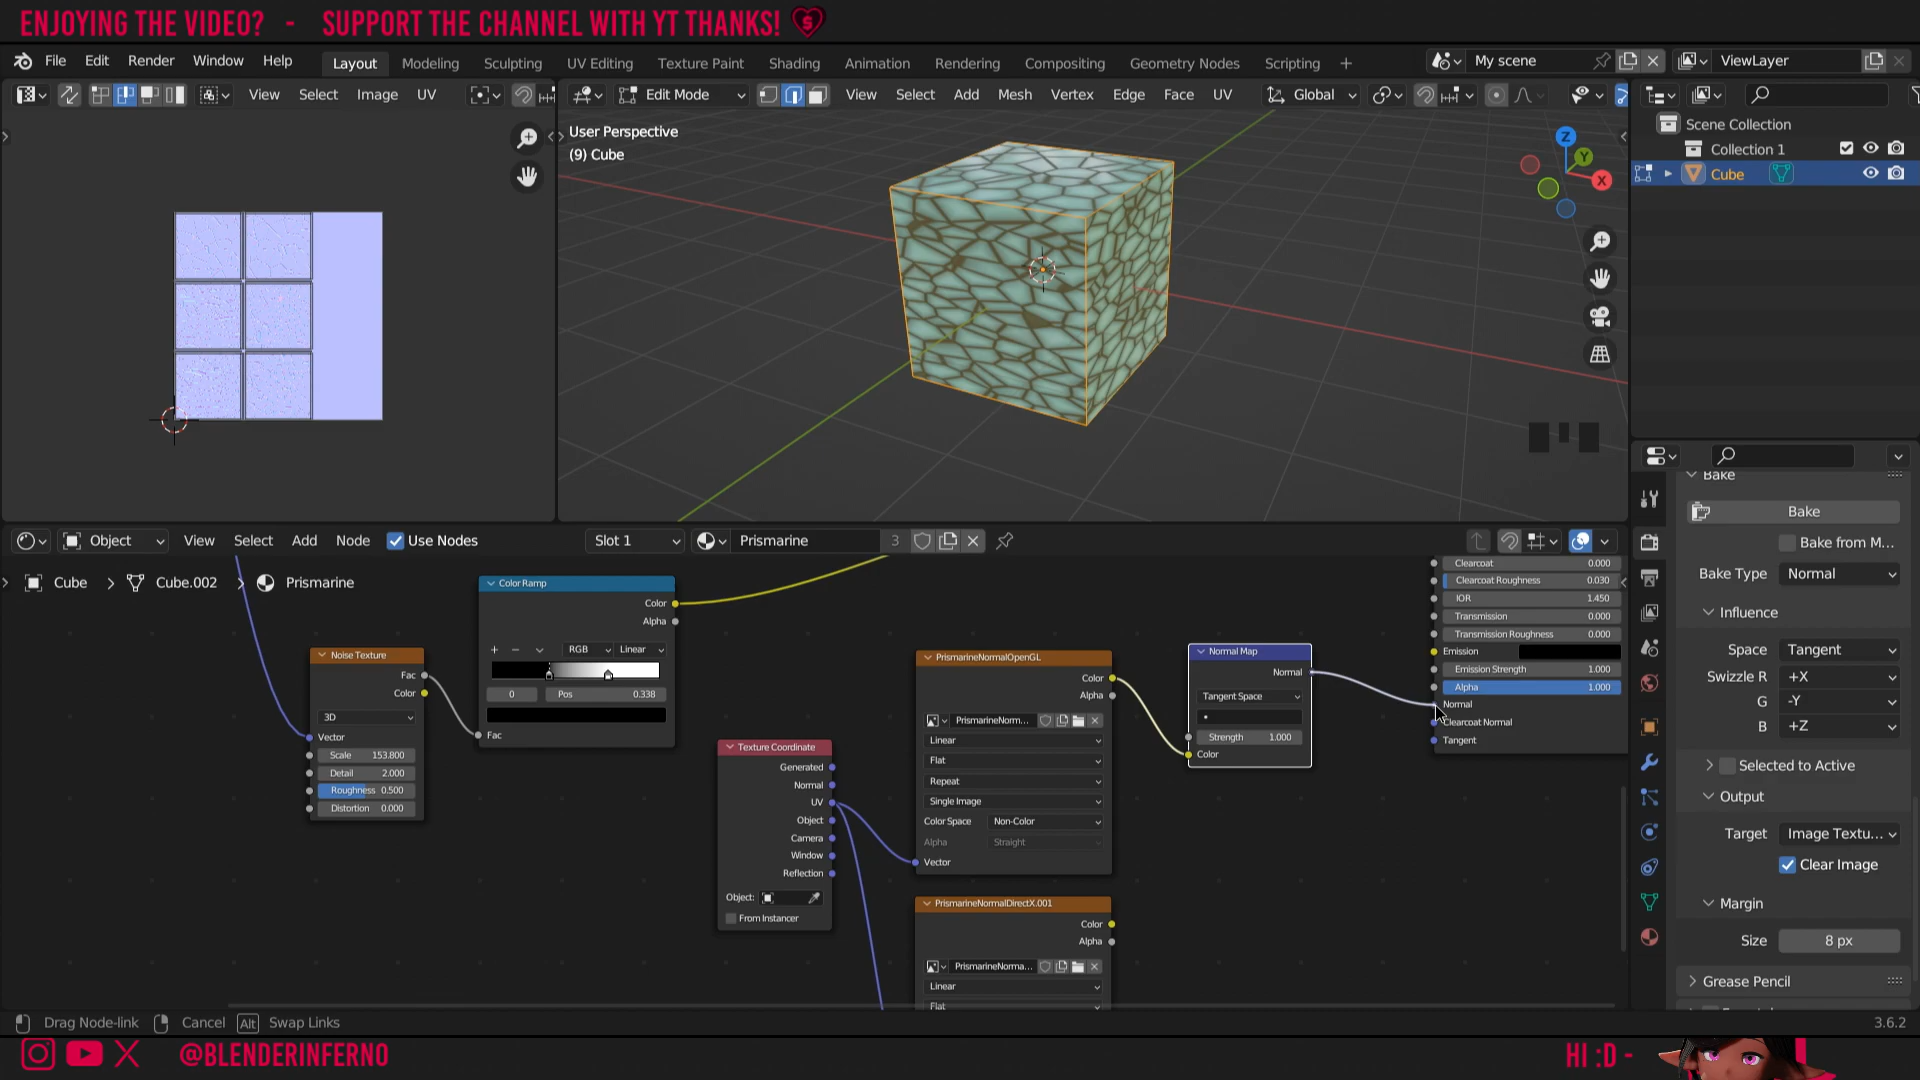 ENJOYING THE VIDEO? - SUPPORT THE CHANNEL WITH YT THANKS!
File Edit Render Window Help Layout Modeling Sculpting UV Editing Texture Paint Shading Animation Rendering Compositing Geometry Nodes Scripting + My scene ViewLayer
View Select Image UV
Edit Mode View Select Add Mesh Vertex Edge Face UV Global
User Perspective
(9) Cube
Z
Y
X
Scene Collection
Collection 1
Cube
Object View Select Add Node Use Nodes Slot 1 Prismarine 3
Cube > Cube.002 > Prismarine
Noise Texture
Fac
Color
3D
Vector
Scale 153.800
Detail 2.000
Roughness 0.500
Distortion 0.000
Color Ramp
Color
Alpha
+ − RGB Linear
0 Pos 0.338
Fac
Texture Coordinate
Generated
Normal
UV
Object
Camera
Window
Reflection
Object:
From Instancer
PrismarineNormalOpenGL
Color
Alpha
PrismarineNorm...
Linear
Flat
Repeat
Single Image
Color Space Non-Color
Alpha Straight
Vector
PrismarineNormalDirectX.001
Color
Alpha
PrismarineNorma...
Linear
Flat
Normal Map
Normal
Tangent Space
Strength 1.000
Color
Clearcoat 0.000
Clearcoat Roughness 0.030
IOR 1.450
Transmission 0.000
Transmission Roughness 0.000
Emission
Emission Strength 1.000
Alpha 1.000
Normal
Clearcoat Normal
Tangent
Bake
Bake
Bake from M...
Bake Type Normal
Influence
Space Tangent
Swizzle R +X
G -Y
B +Z
Selected to Active
Output
Target Image Textu...
Clear Image
Margin
Size 8 px
Grease Pencil
Drag Node-link Cancel Alt Swap Links 3.6.2
@BLENDERINFERNO HI :D -